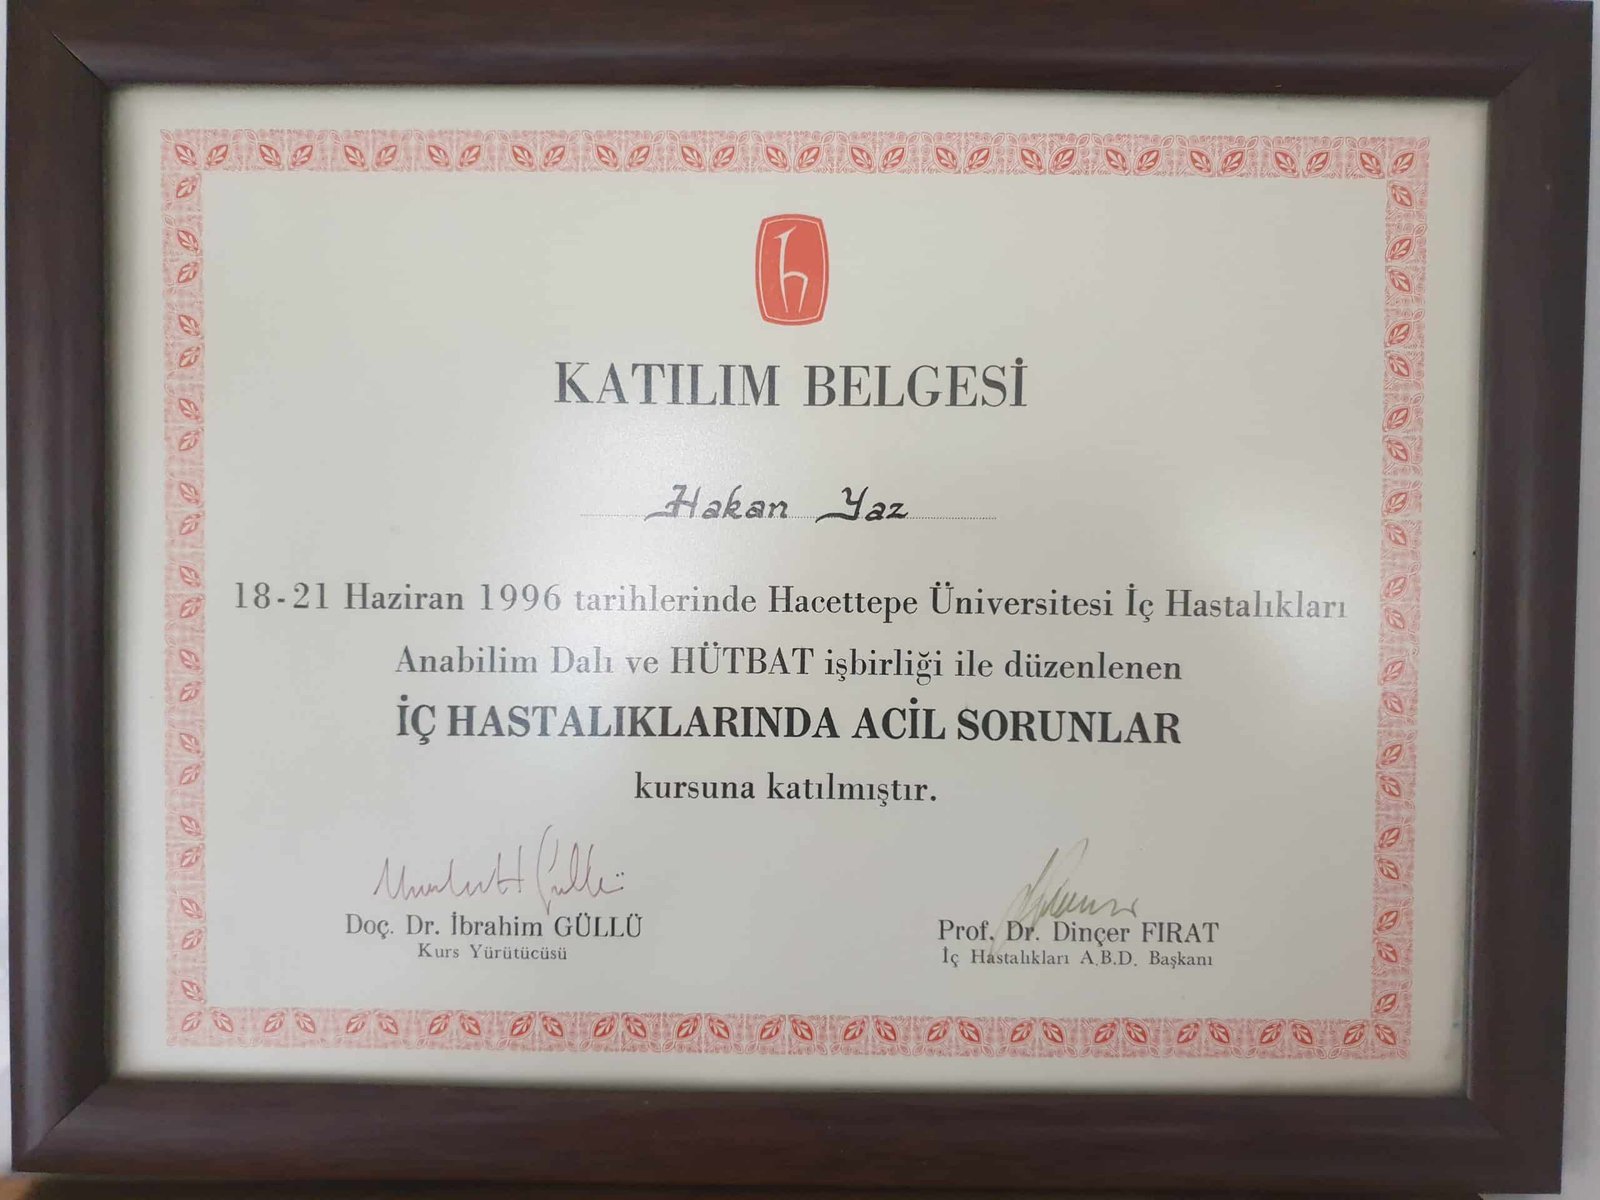 KATILIM BELGESİ
Hakan Yaz
18-21 Haziran 1996 tarihlerinde Hacettepe Üniversitesi İç Hastalıkları
Anabilim Dalı ve HÜTBAT işbirliği ile düzenlenen
İÇ HASTALIKLARINDA ACİL SORUNLAR
kursuna katılmıştır.
Doç. Dr. İbrahim GÜLLÜ
Kurs Yürütücüsü
Prof. Dr. Dinçer FIRAT
İç Hastalıkları A.B.D. Başkanı